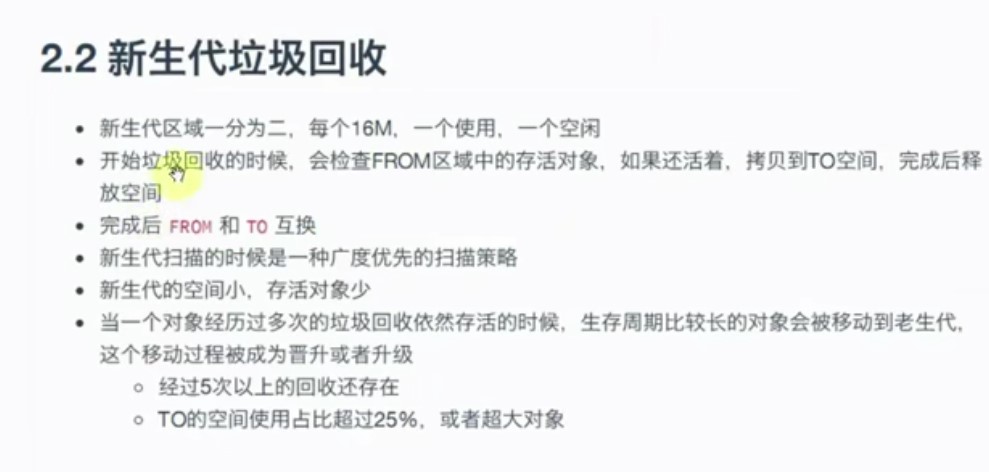 2.2 新生代垃圾回收
新生代区域一分为二，每个16M，一个使用，一个空闲
开始垃圾回收的时候，会检查FROM区域中的存活对象，如果还活着，拷贝到TO空间，完成后释
放空间
完成后 FROM 和 TO 互换
新生代扫描的时候是一种广度优先的扫描策略
新生代的空间小，存活对象少
当一个对象经历过多次的垃圾回收依然存活的时候，生存周期比较长的对象会被移动到老生代，
这个移动过程被成为晋升或者升级
经过5次以上的回收还存在
TO的空间使用占比超过25%，或者超大对象